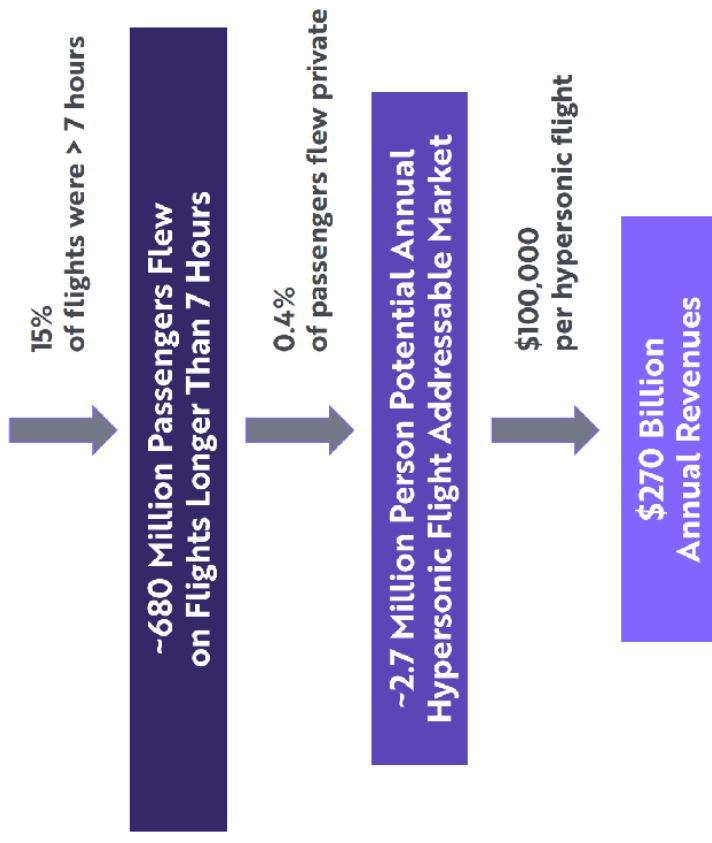 15%
of flights were > 7 hours
~680 Million Passengers Flew
on Flights Longer Than 7 Hours
0.4%
of passengers flew private
~2.7 Million Person Potential Annual
Hypersonic Flight Addressable Market
$100,000
per hypersonic flight
$270 Billion
Annual Revenues